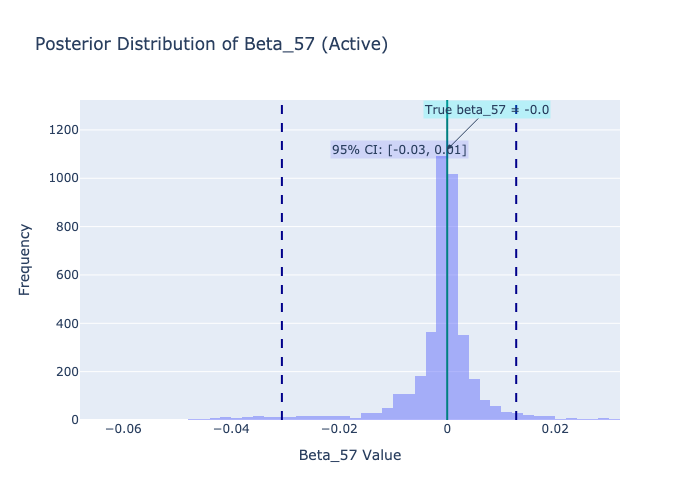 Posterior Distribution of Beta_57 (Active)
True beta_57 = -0.0
95% CI: [-0.03, 0.01]
1200
1000
800
600
400
200
0
Frequency
−0.06
−0.04
−0.02
0
0.02
Beta_57 Value